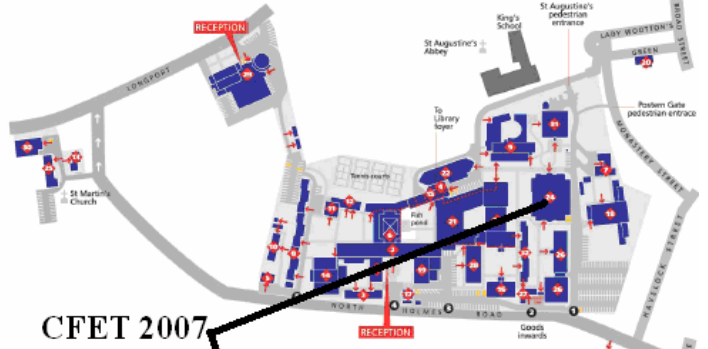 St Augustine's
pedestrian
entrance
King's
School
LADY WOOTTON'S
GREEN
BROAD STREET
RECEPTION
St Augustine's
Abbey
LONGPORT
To
Library
foyer
Postern Gate
pedestrian entrance
MONASTERY STREET
St Martin's
Church
Tennis courts
Fish
pond
HAVELOCK STREET
NORTH HOLMES ROAD
RECEPTION
Goods
inwards
CFET 2007